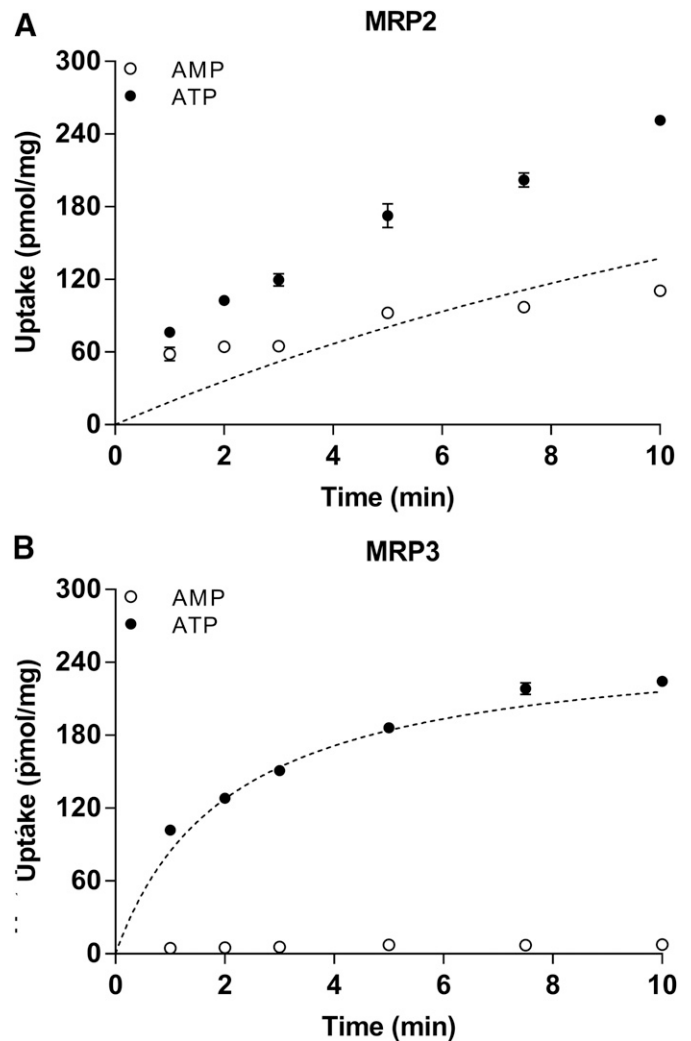 A
MRP2
300
240
180
120
60
0
AMP
ATP
Uptake (pmol/mg)
0 2 4 6 8 10
Time (min)
B
MRP3
300
240
180
120
60
0
AMP
ATP
Uptake (pmol/mg)
0 2 4 6 8 10
Time (min)